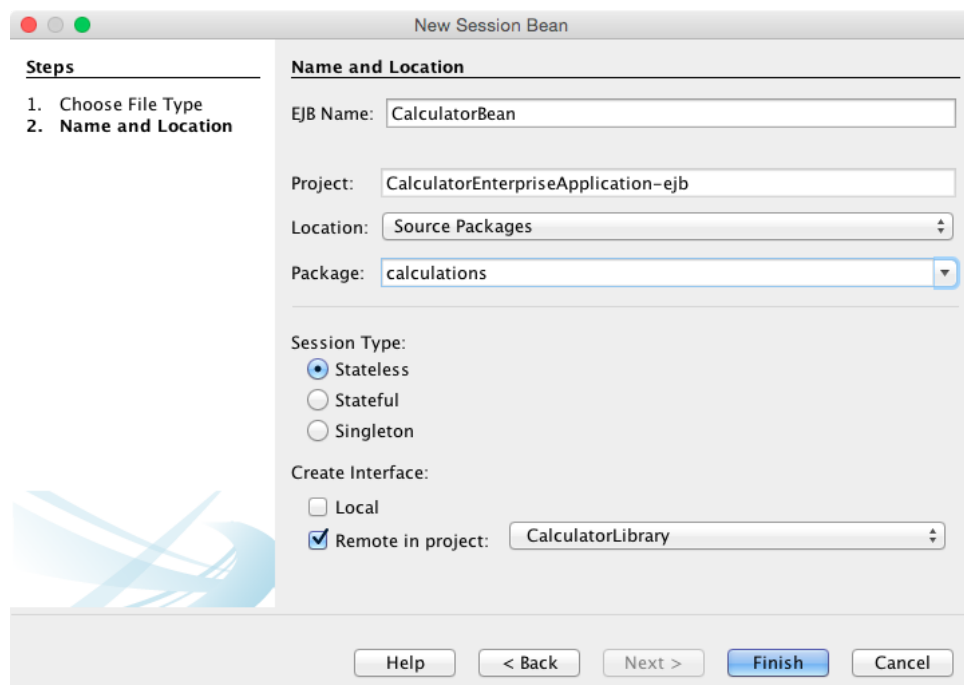 New Session Bean
Steps
1. Choose File Type
2. Name and Location
Name and Location
EJB Name: CalculatorBean
Project: CalculatorEnterpriseApplication-ejb
Location: Source Packages
Package: calculations
Session Type:
Stateless
Stateful
Singleton
Create Interface:
Local
Remote in project: CalculatorLibrary
Help < Back Next > Finish Cancel